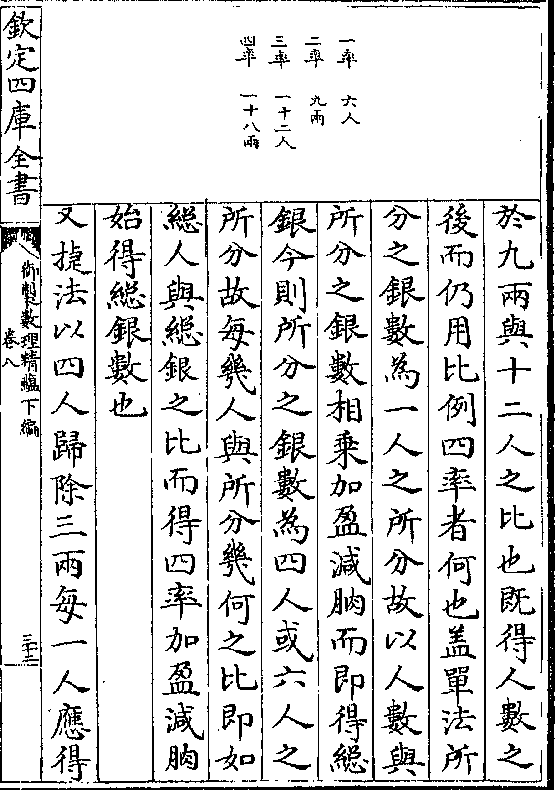 一率 六人
二率 九兩
三率 一十二人
四率 一十八兩
於九兩與十二人之比也既得人數之
後而仍用比例四率者何也盖單法所
分之銀數為一人之所分故以人數與
所分之銀數相乗加盈減朒而即得總
銀今則所分之銀數為四人或六人之
所分故每幾人與所分幾何之比即如
總人與總銀之比而得四率加盈減朒
始得總銀數也
又㨗法以四人歸除三兩每一人應得
欽定四庫全書
御製數理精藴下編
卷八
三十三